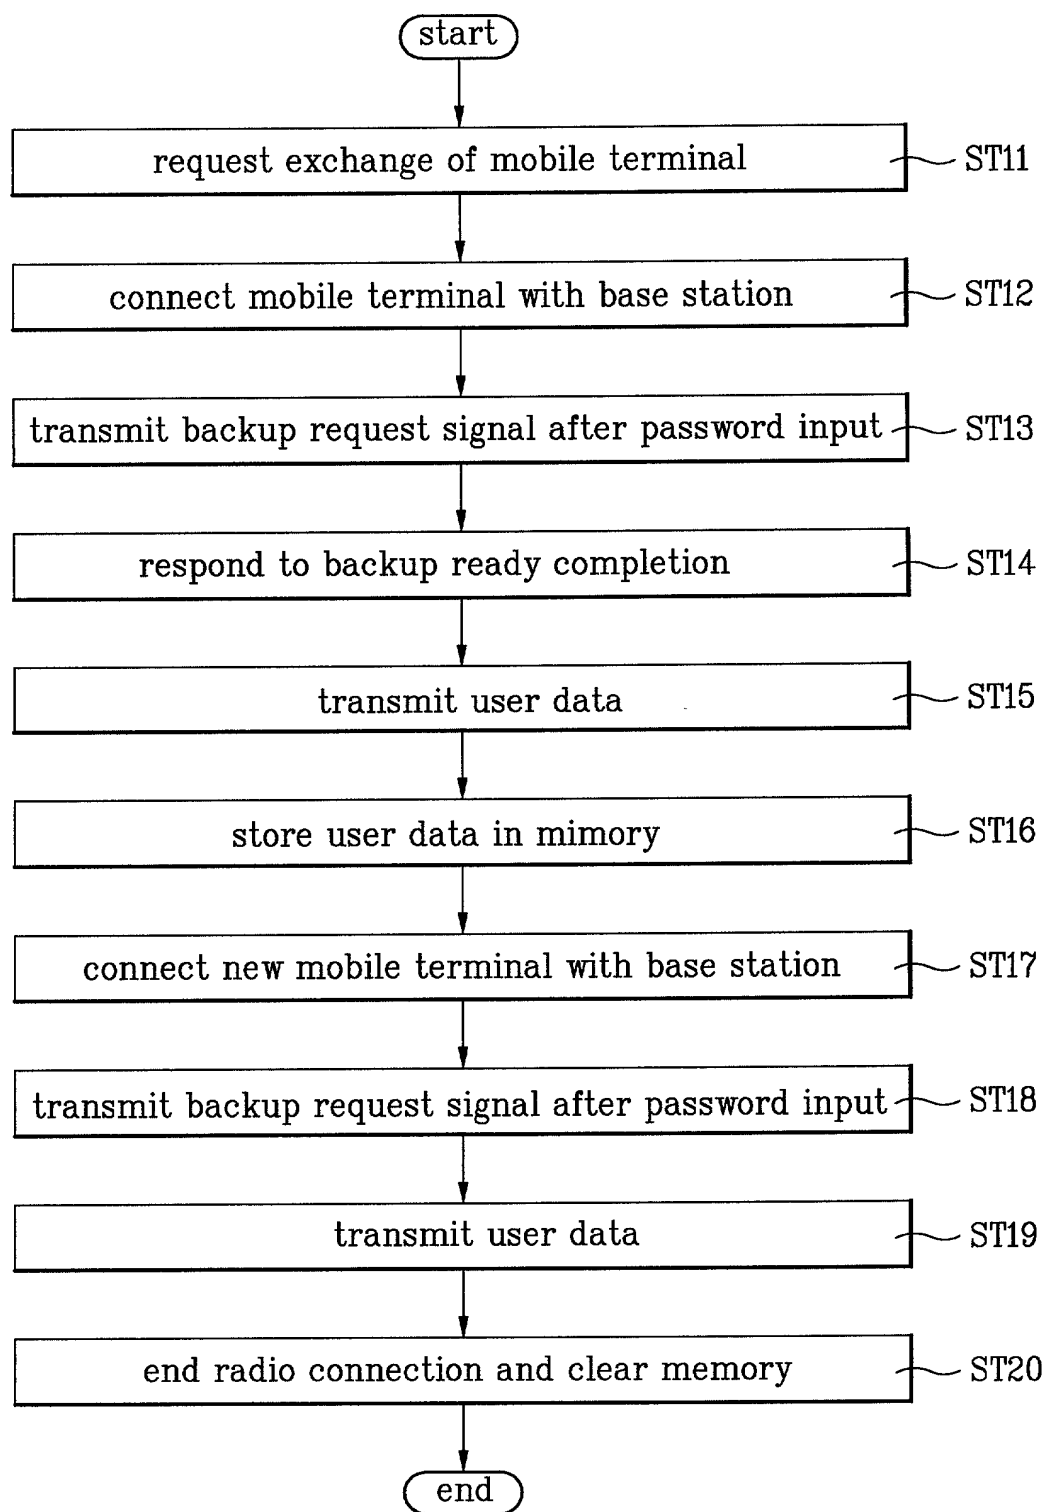 start
request exchange of mobile terminal ST11
connect mobile terminal with base station ST12
transmit backup request signal after password input ST13
respond to backup ready completion ST14
transmit user data ST15
store user data in mimory ST16
connect new mobile terminal with base station ST17
transmit backup request signal after password input ST18
transmit user data ST19
end radio connection and clear memory ST20
end